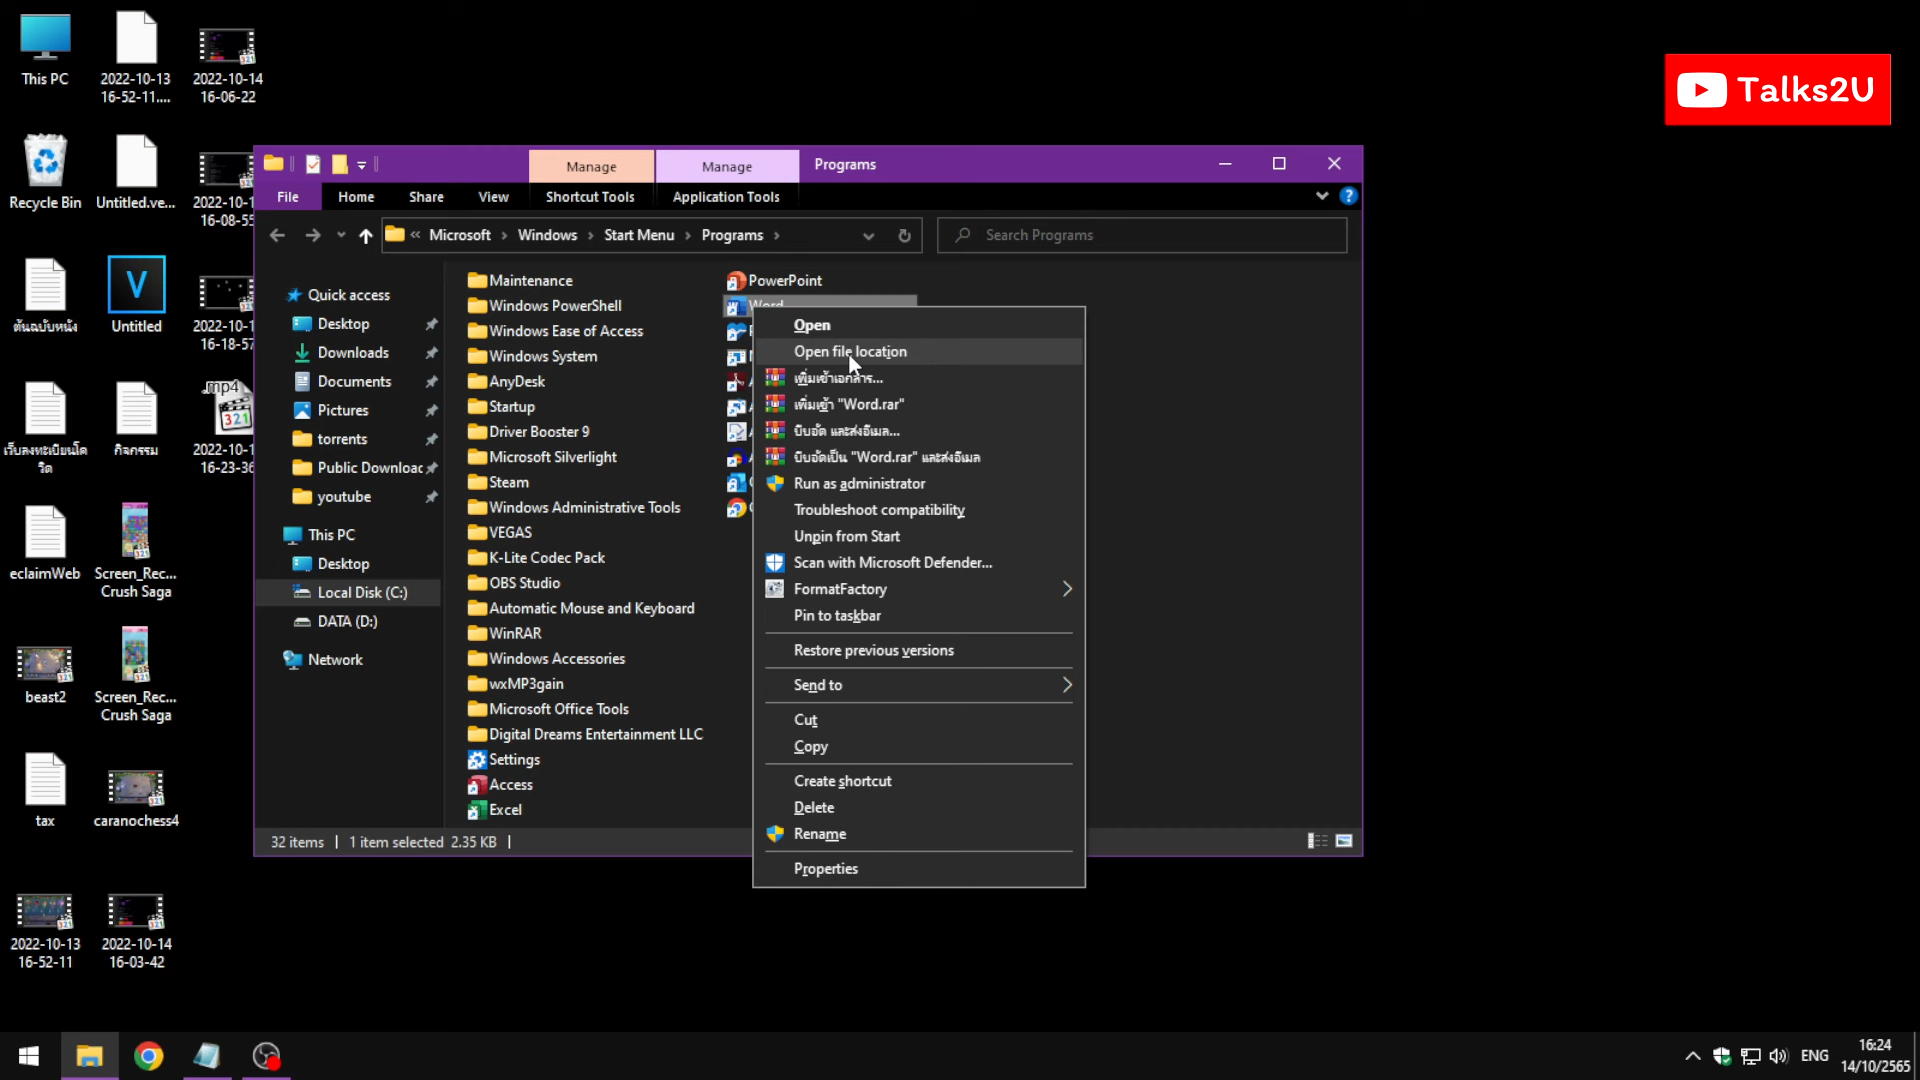 This PC
2022-10-13
16-52-11....
2022-10-14
16-06-22
Recycle Bin
Untitled.ve...
16-08-55
ต้นฉบับหนัง
Untitled
16-18-57
เว็บลงทะเบียนโค
วิด
กิจกรรม
.mp4
16-23-36
eclaimWeb
Screen_Rec...
Crush Saga
beast2
Screen_Rec...
Crush Saga
tax
caranochess4
2022-10-13
16-52-11
2022-10-14
16-03-42
Talks2U
Manage
Manage
Programs
File
Home
Share
View
Shortcut Tools
Application Tools
« Microsoft > Windows > Start Menu > Programs >
Search Programs
Quick access
Desktop
Downloads
Documents
Pictures
torrents
Public Downloac
youtube
This PC
Desktop
Local Disk (C:)
DATA (D:)
Network
Maintenance
Windows PowerShell
Windows Ease of Access
Windows System
AnyDesk
Startup
Driver Booster 9
Microsoft Silverlight
Steam
Windows Administrative Tools
VEGAS
K-Lite Codec Pack
OBS Studio
Automatic Mouse and Keyboard
WinRAR
Windows Accessories
wxMP3gain
Microsoft Office Tools
Digital Dreams Entertainment LLC
Settings
Access
Excel
PowerPoint
Word
Open
Open file location
เพิ่มเข้าเอกสาร...
เพิ่มเข้า "Word.rar"
บีบอัด และส่งอีเมล...
บีบอัดเป็น "Word.rar" และส่งอีเมล
Run as administrator
Troubleshoot compatibility
Unpin from Start
Scan with Microsoft Defender...
FormatFactory
Pin to taskbar
Restore previous versions
Send to
Cut
Copy
Create shortcut
Delete
Rename
Properties
32 items
1 item selected 2.35 KB
ENG
16:24
14/10/2565